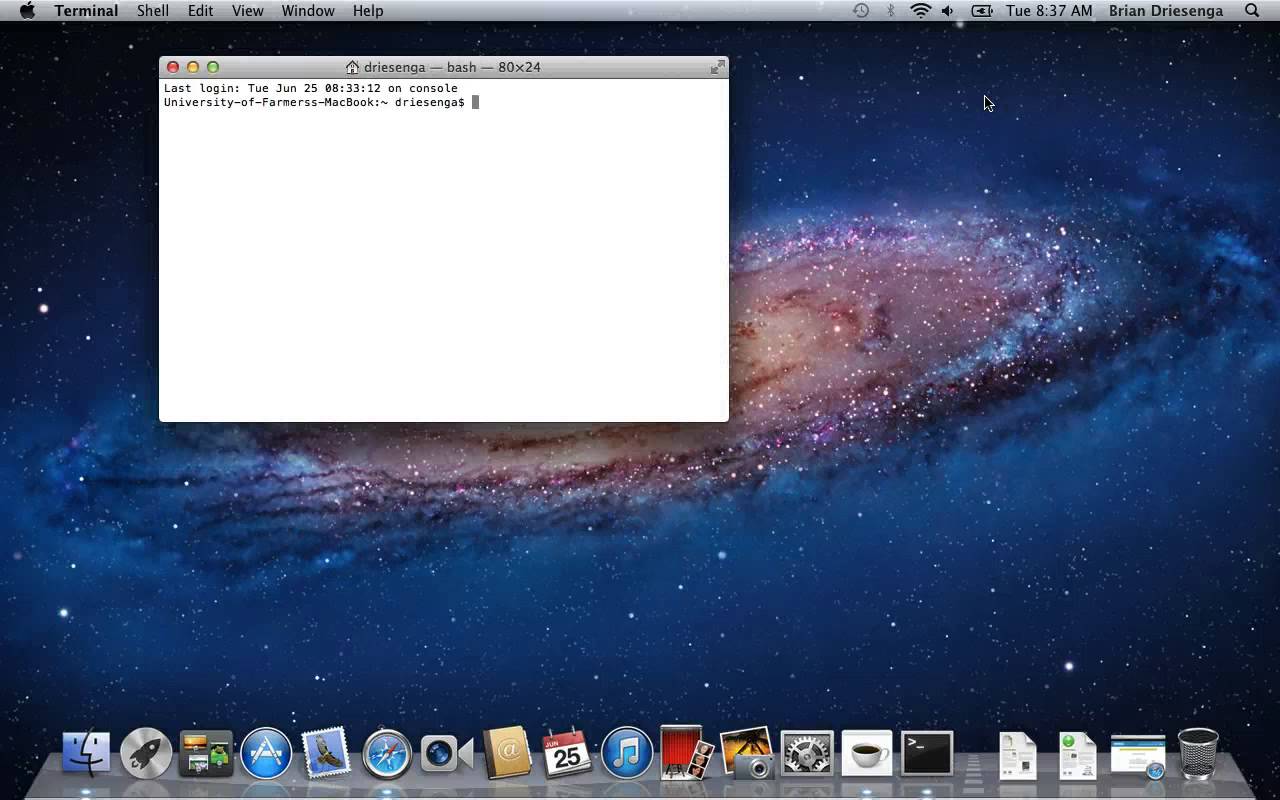 Terminal Shell Edit View Window Help Tue 8:37 AM Brian Driesenga
driesenga — bash — 80×24
Last login: Tue Jun 25 08:33:12 on console
University-of-Farmerss-MacBook:~ driesenga$
JUN
25
@
>_